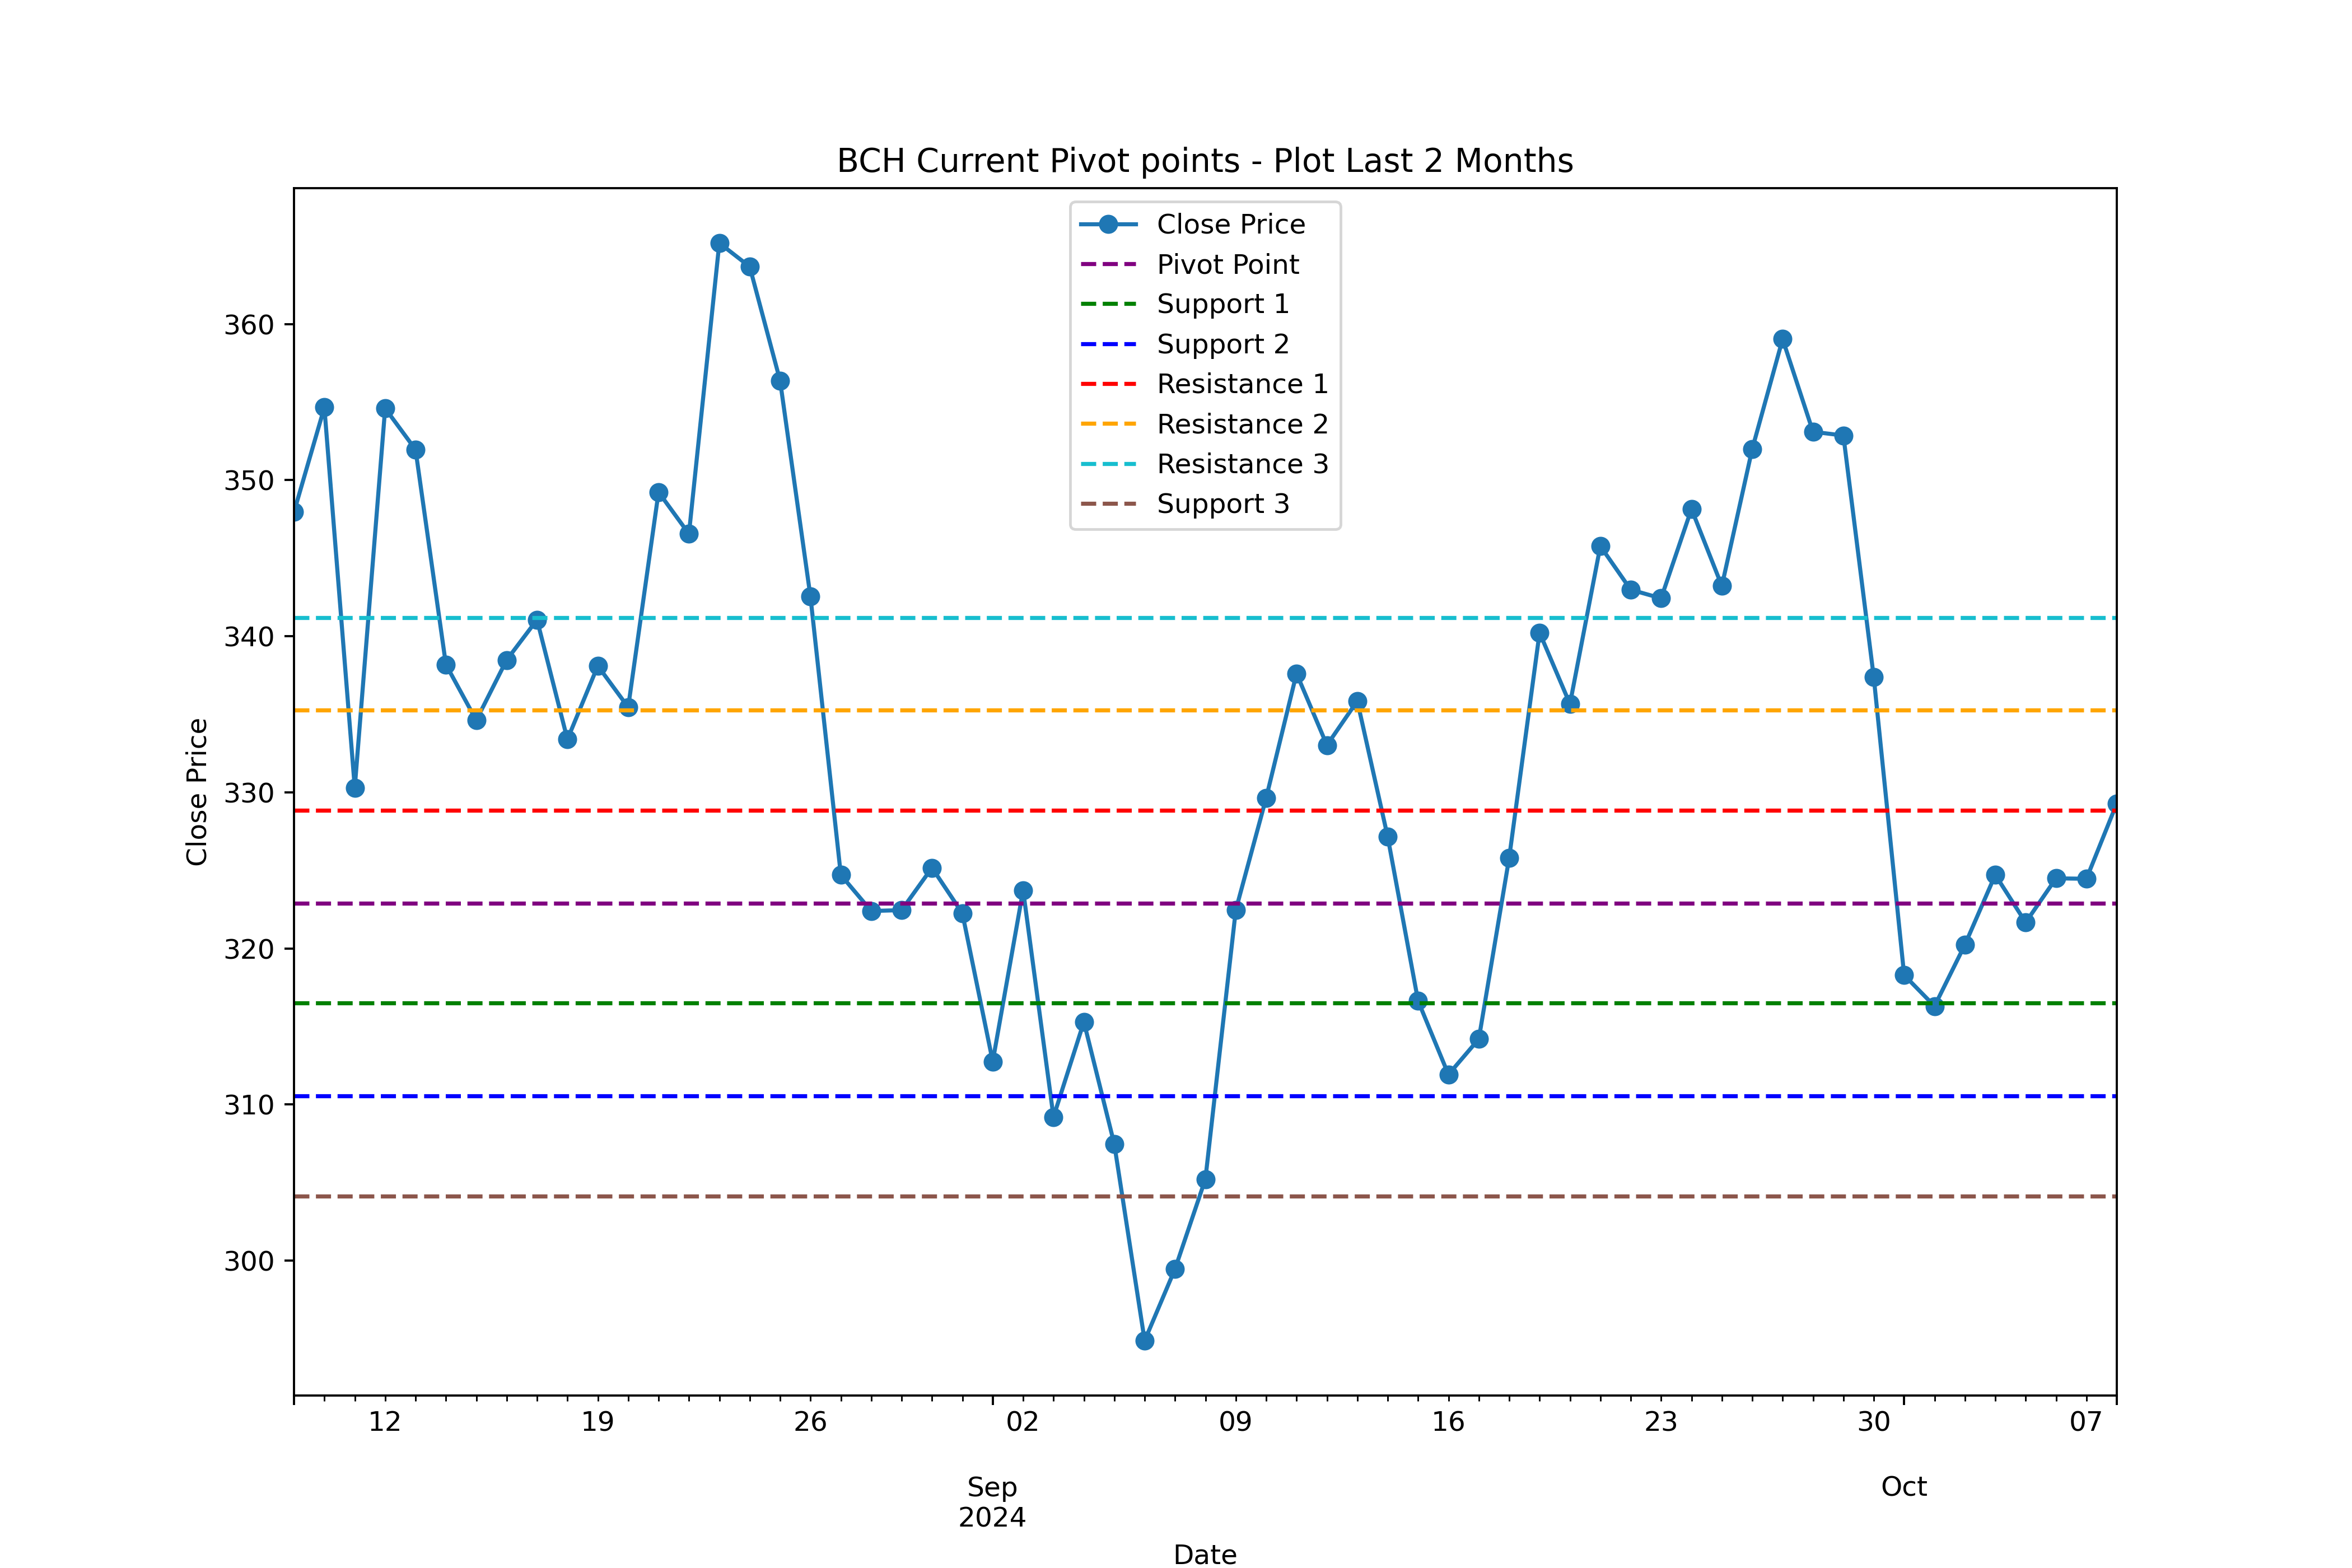 BCH Current Pivot points - Plot Last 2 Months
Close Price
Pivot Point
Support 1
Support 2
Resistance 1
Resistance 2
Resistance 3
Support 3
Close Price
360
350
340
330
320
310
300
12 19 26 02 09 16 23 30 07
Sep Oct
2024
Date